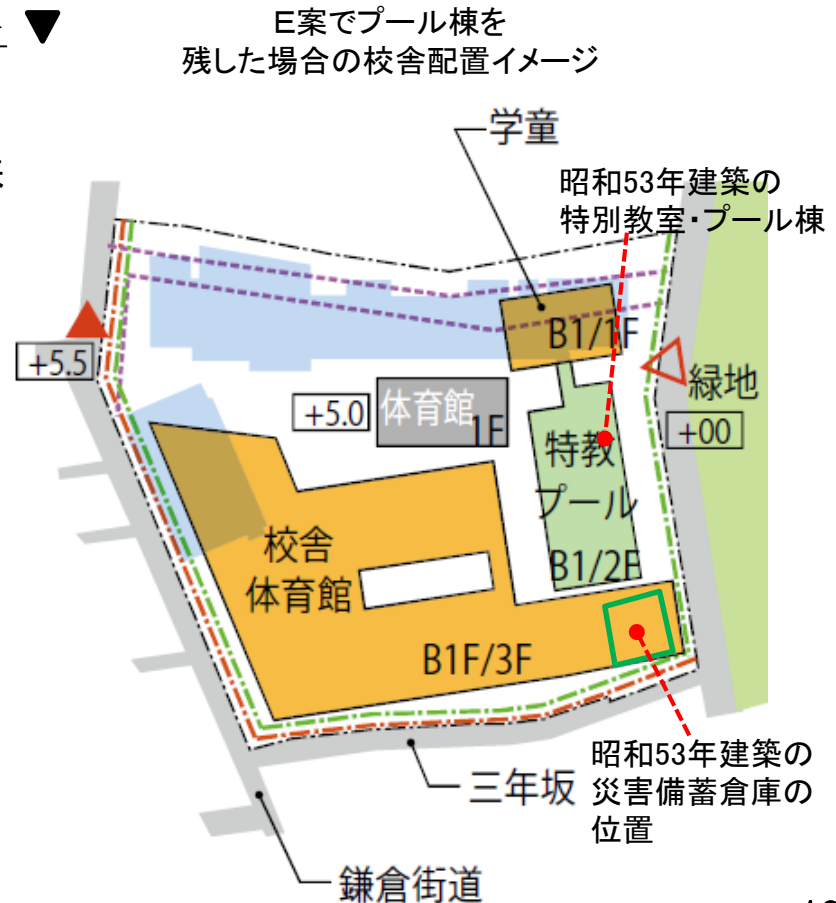 E案でプール棟を
残した場合の校舎配置イメージ
学童
昭和53年建築の
特別教室・プール棟
B1/1F
+5.5
+5.0
体育館
1F
緑地
+00
特教
プール
B1/2F
校舎
体育館
B1F/3F
昭和53年建築の
災害備蓄倉庫の
位置
三年坂
鎌倉街道